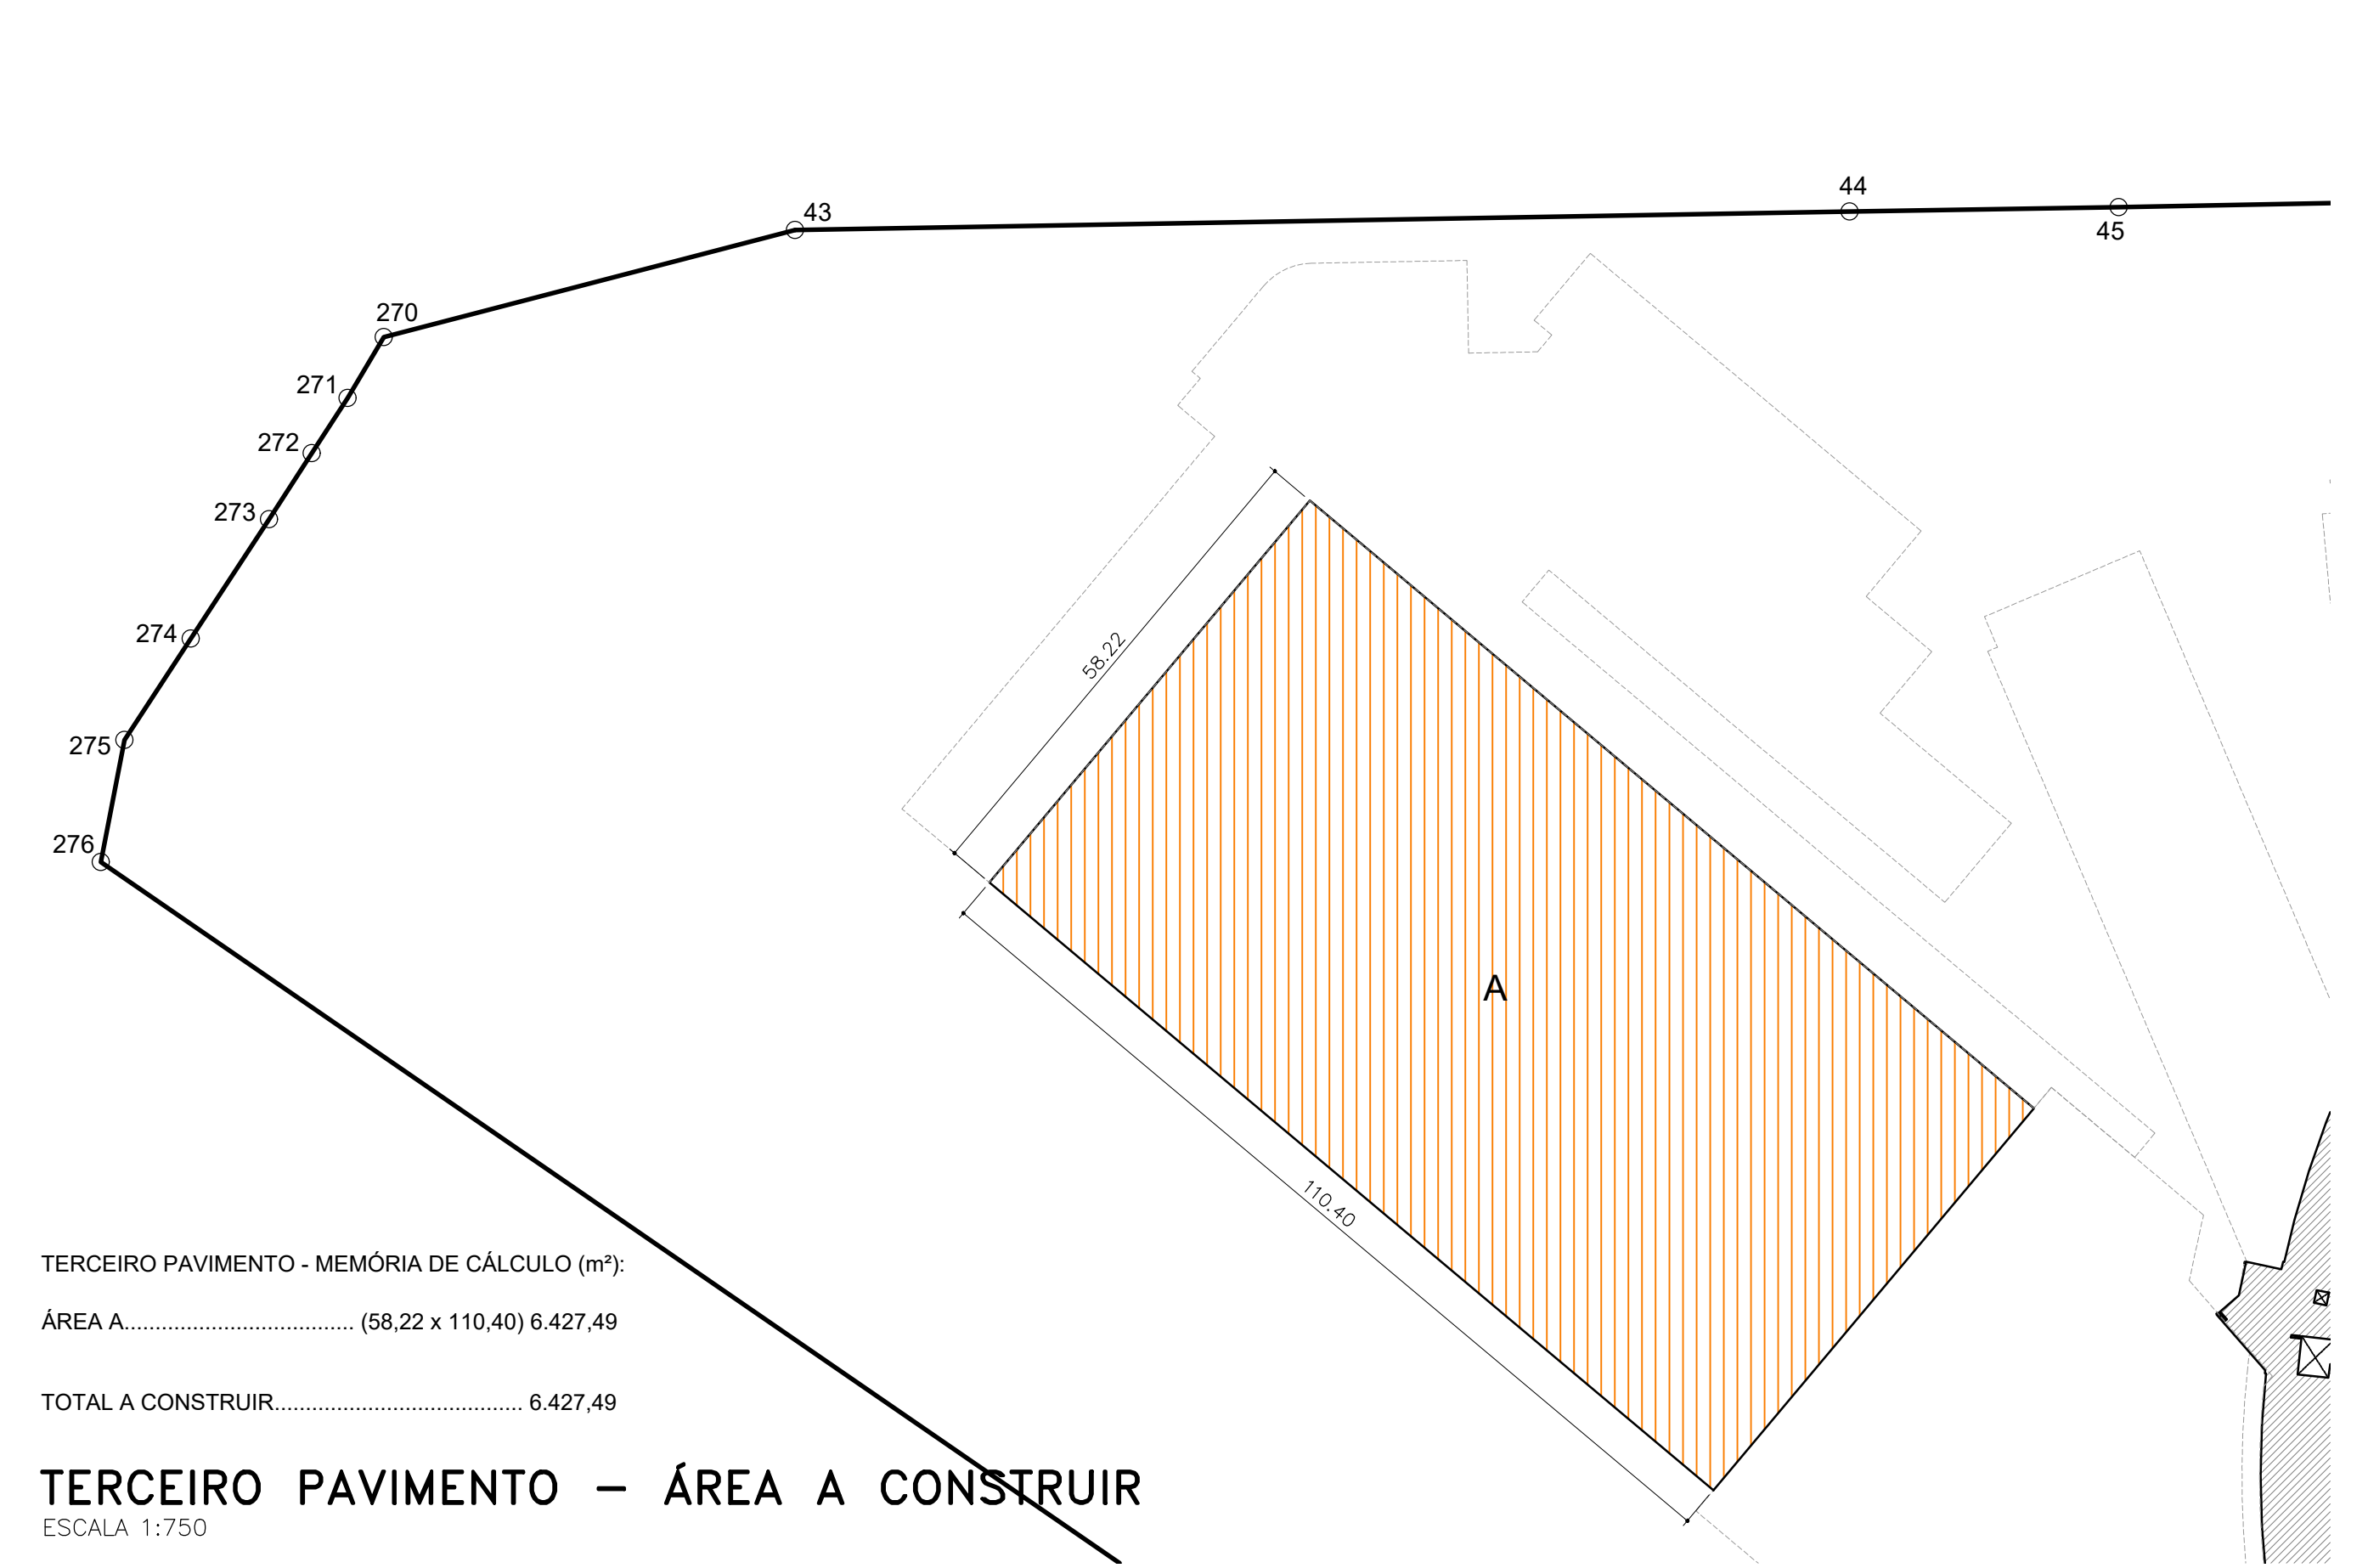 44
43
45
270
271
272
273
58.22
274
275
276
A
110.40
TERCEIRO PAVIMENTO - MEMÓRIA DE CÁLCULO (m²):
ÁREA A..................................... (58,22 x 110,40) 6.427,49
TOTAL A CONSTRUIR........................................ 6.427,49
TERCEIRO PAVIMENTO – ÁREA A CONSTRUIR
ESCALA 1:750